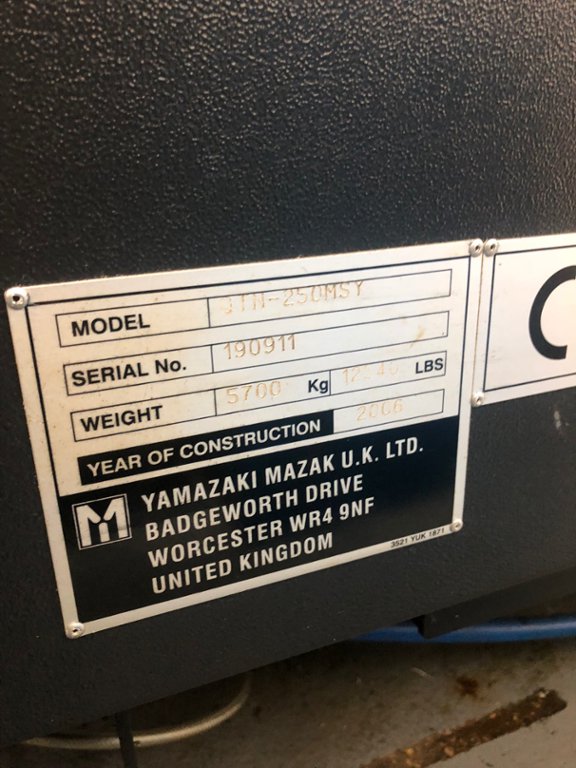 MODEL QTN-250MSY
SERIAL No. 190911
WEIGHT 5700 Kg LBS
YEAR OF CONSTRUCTION 2006
YAMAZAKI MAZAK U.K. LTD.
BADGEWORTH DRIVE
WORCESTER WR4 9NF
UNITED KINGDOM
3521 YUK 1871